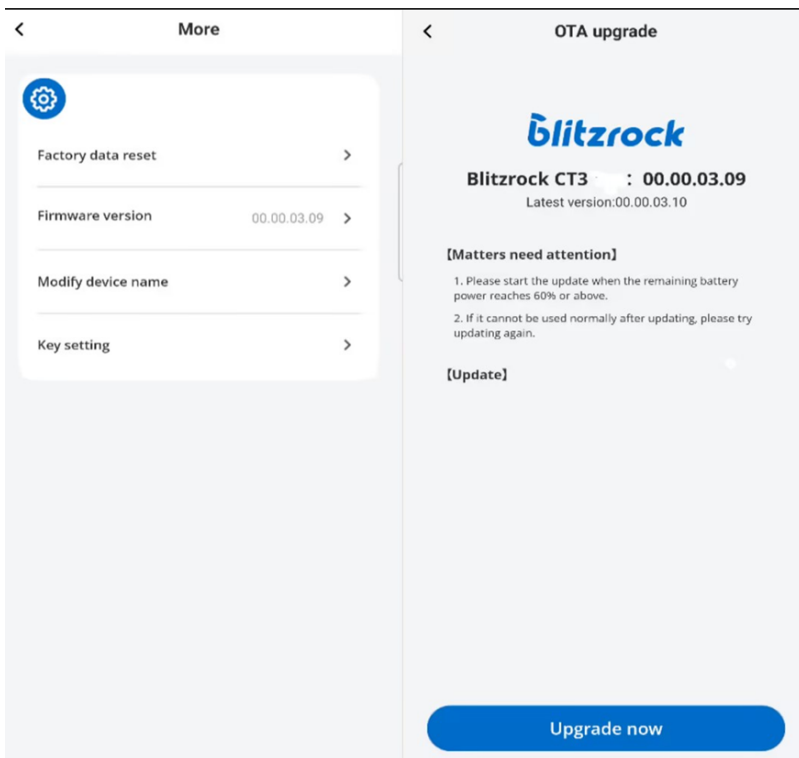 More
Factory data reset
Firmware version 00.00.03.09
Modify device name
Key setting
OTA upgrade
blitzrock
Blitzrock CT3 : 00.00.03.09
Latest version:00.00.03.10
【Matters need attention】
1. Please start the update when the remaining battery
power reaches 60% or above.
2. If it cannot be used normally after updating, please try
updating again.
【Update】
Upgrade now